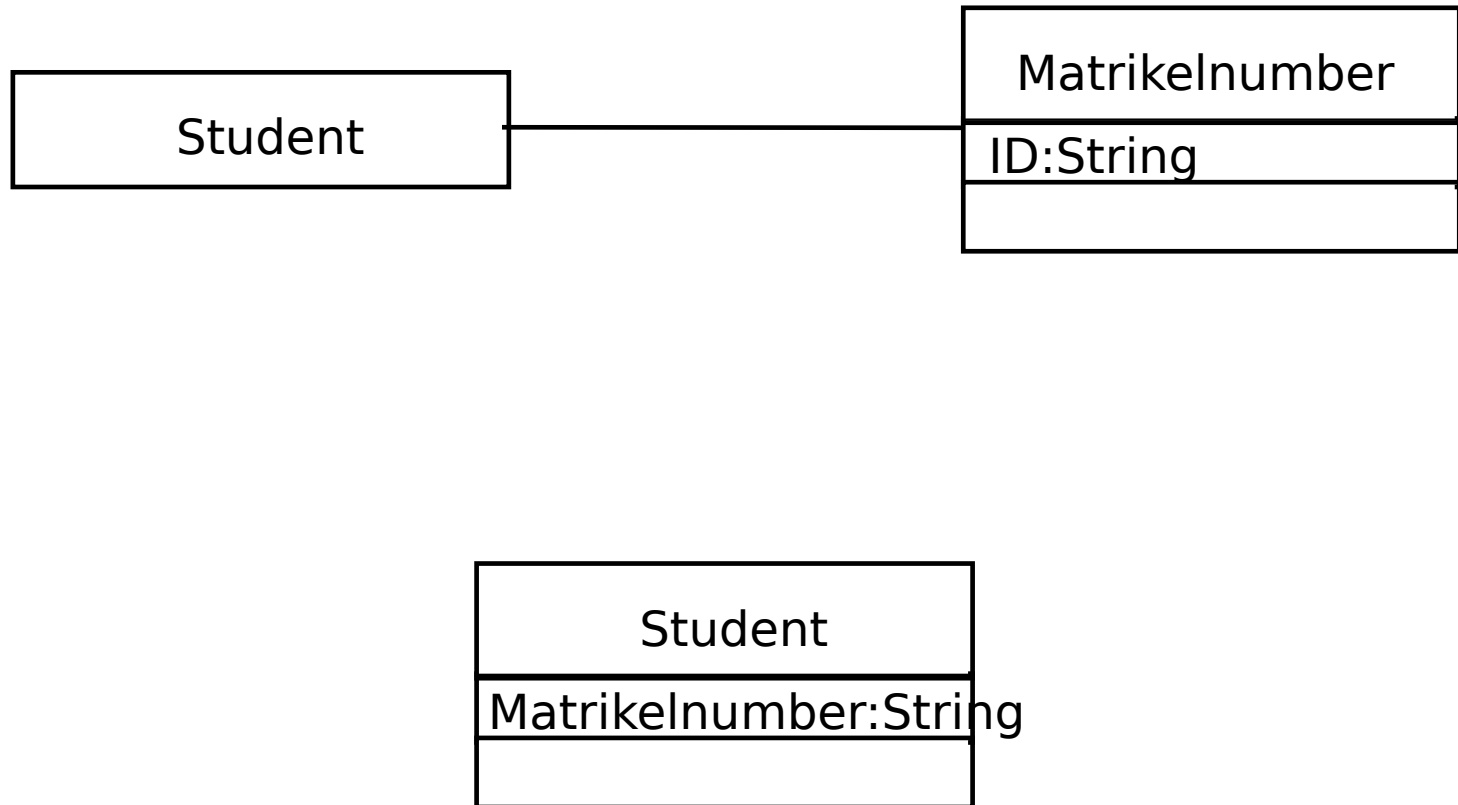 Student
Matrikelnumber
ID:String
Student
Matrikelnumber:String